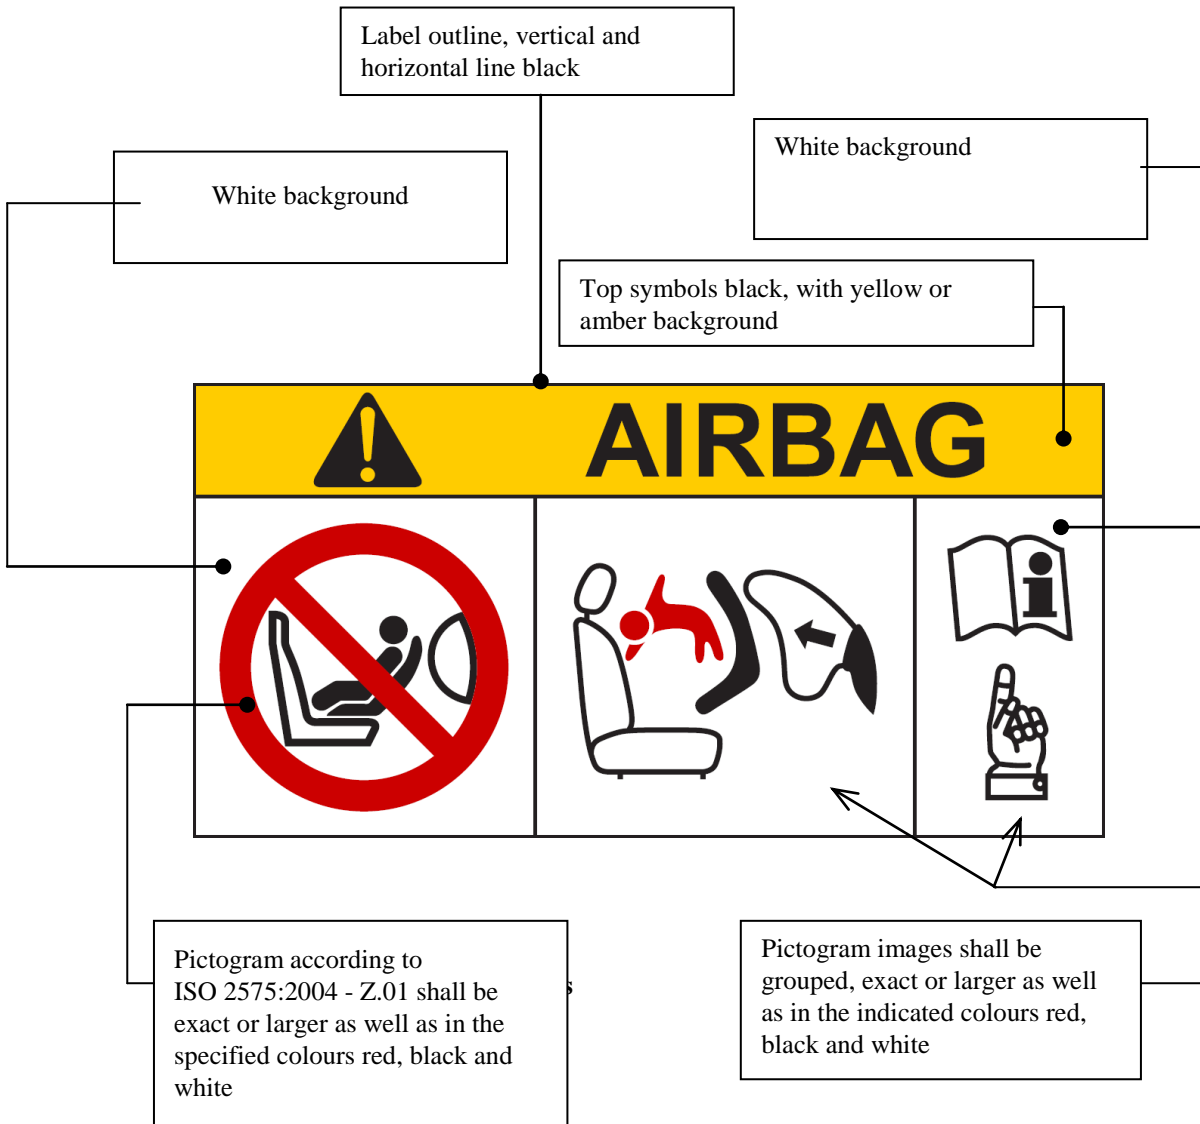 Label outline, vertical and
horizontal line black
White background
White background
Top symbols black, with yellow or
amber background
AIRBAG
Pictogram according to
ISO 2575:2004 - Z.01 shall be
exact or larger as well as in the
specified colours red, black and
white
s
Pictogram images shall be
grouped, exact or larger as well
as in the indicated colours red,
black and white